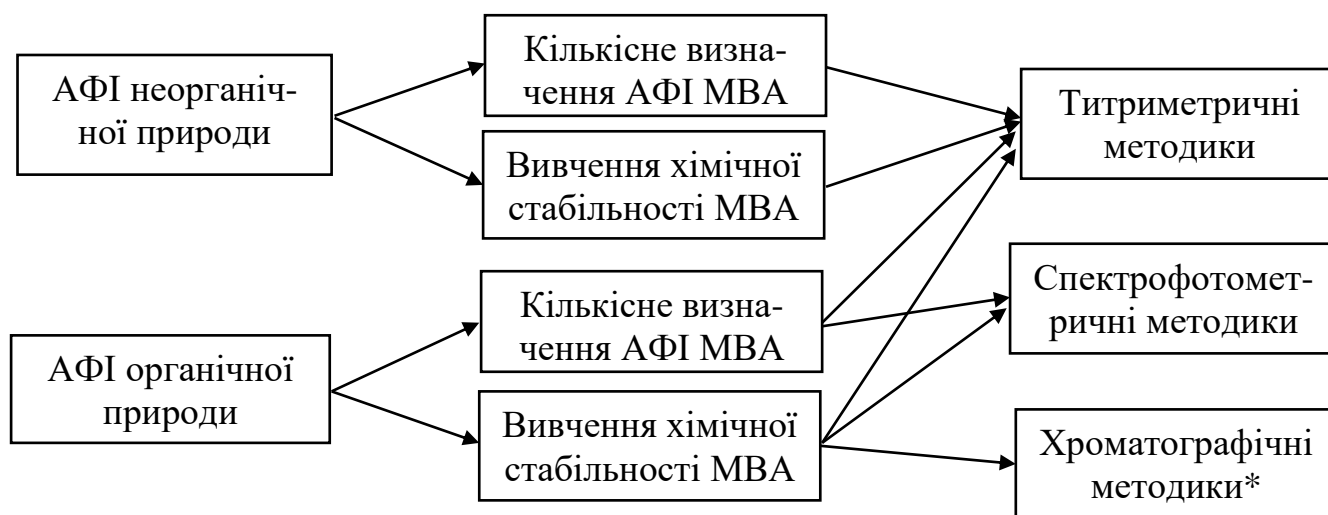 АФІ неорганіч-
ної природи
Кількісне визна-
чення АФІ МВА
Вивчення хімічної
стабільності МВА
Титриметричні
методики
АФІ органічної
природи
Кількісне визна-
чення АФІ МВА
Вивчення хімічної
стабільності МВА
Спектрофотомет-
ричні методики
Хроматографічні
методики*